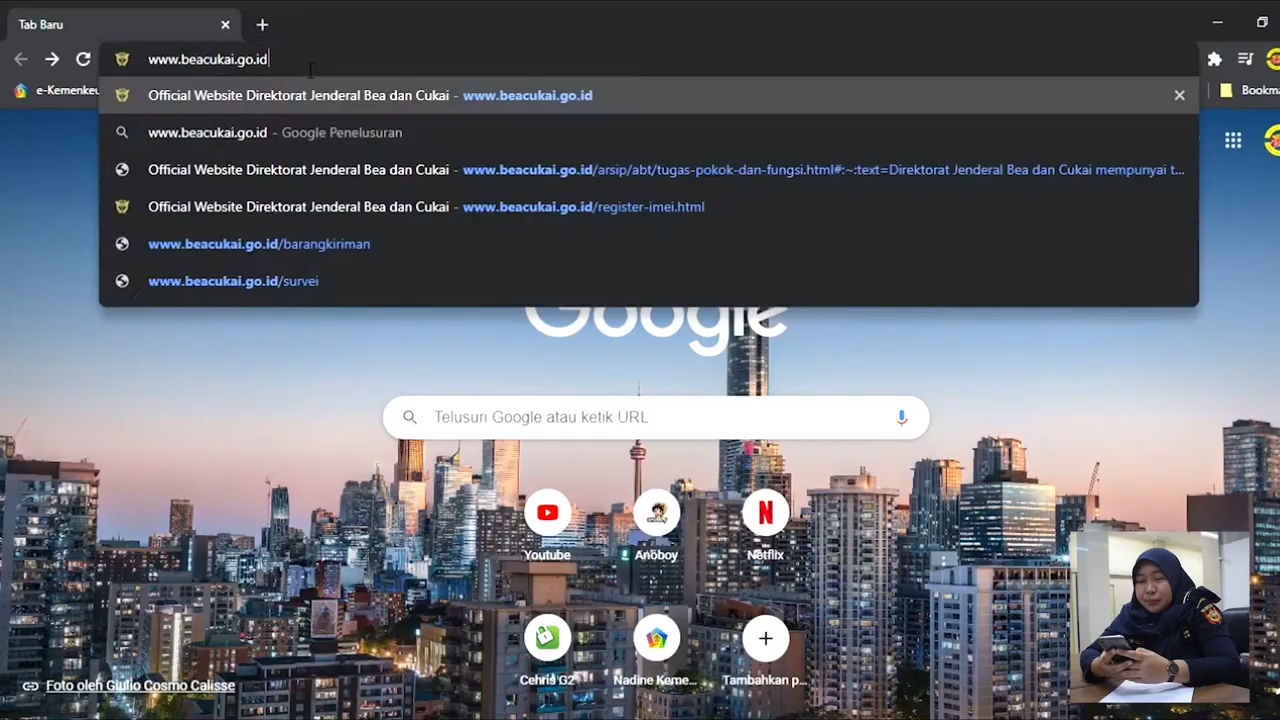 Tab Baru
www.beacukai.go.id
e-Kemenkeu
Bookma
Official Website Direktorat Jenderal Bea dan Cukai - www.beacukai.go.id
www.beacukai.go.id - Google Penelusuran
Official Website Direktorat Jenderal Bea dan Cukai - www.beacukai.go.id/arsip/abt/tugas-pokok-dan-fungsi.html#:~:text=Direktorat Jenderal Bea dan Cukai mempunyai t...
Official Website Direktorat Jenderal Bea dan Cukai - www.beacukai.go.id/register-imei.html
www.beacukai.go.id/barangkiriman
www.beacukai.go.id/survei
Google
Telusuri Google atau ketik URL
Youtube Anoboy Netflix
Cehris G2 Nadine Keme... Tambahkan p...
Foto oleh Giulio Cosmo Calisse